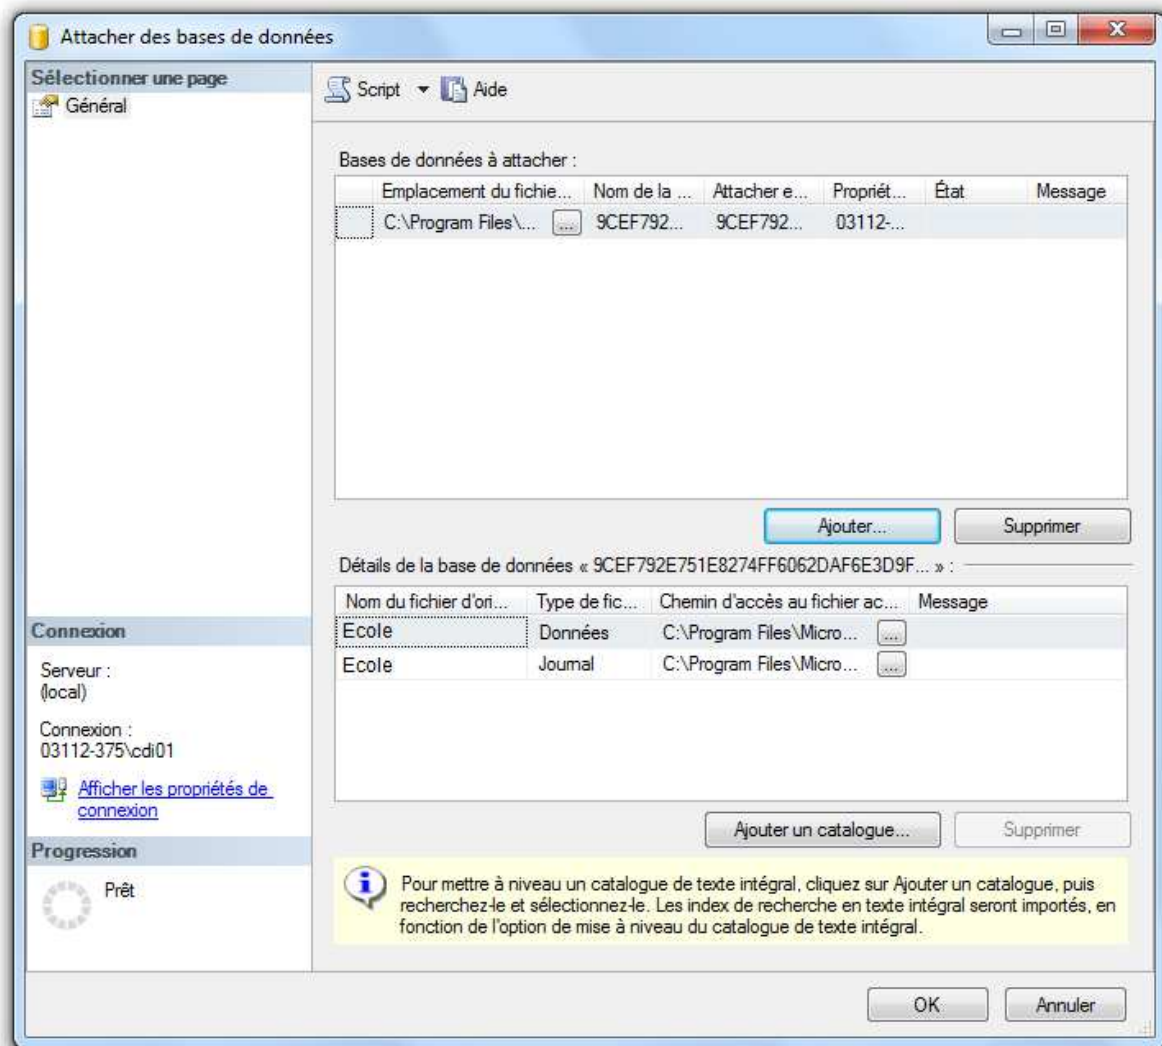 Attacher des bases de données
Sélectionner une page
Général
Script
Aide
Bases de données à attacher :
Emplacement du fichie... Nom de la ... Attacher e... Propriét... État Message
C:\Program Files\... ... 9CEF792... 9CEF792... 03112-...
Ajouter... Supprimer
Détails de la base de données « 9CEF792E751E8274FF6062DAF6E3D9F... » :
Nom du fichier d'ori... Type de fic... Chemin d'accès au fichier ac... Message
Ecole Données C:\Program Files\Micro... ...
Ecole Journal C:\Program Files\Micro... ...
Ajouter un catalogue... Supprimer
Connexion
Serveur :
(local)
Connexion :
03112-375\cdi01
Afficher les propriétés de
connexion
Progression
Prêt
Pour mettre à niveau un catalogue de texte intégral, cliquez sur Ajouter un catalogue, puis
recherchez-le et sélectionnez-le. Les index de recherche en texte intégral seront importés, en
fonction de l'option de mise à niveau du catalogue de texte intégral.
OK Annuler